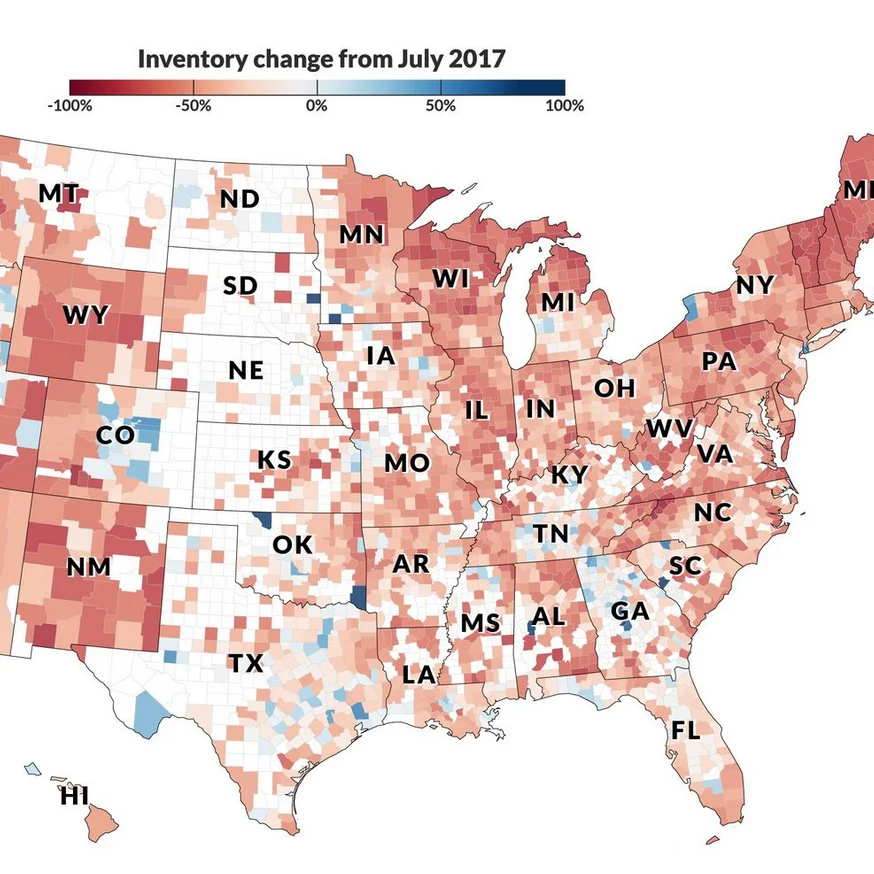 Inventory change from July 2017
-100% -50% 0% 50% 100%
MT ND MN ME
WY SD WI MI NY
NE IA PA
CO KS MO IL IN OH WV VA
KY
NM OK AR TN NC
SC
MS AL GA
TX LA
FL
HI